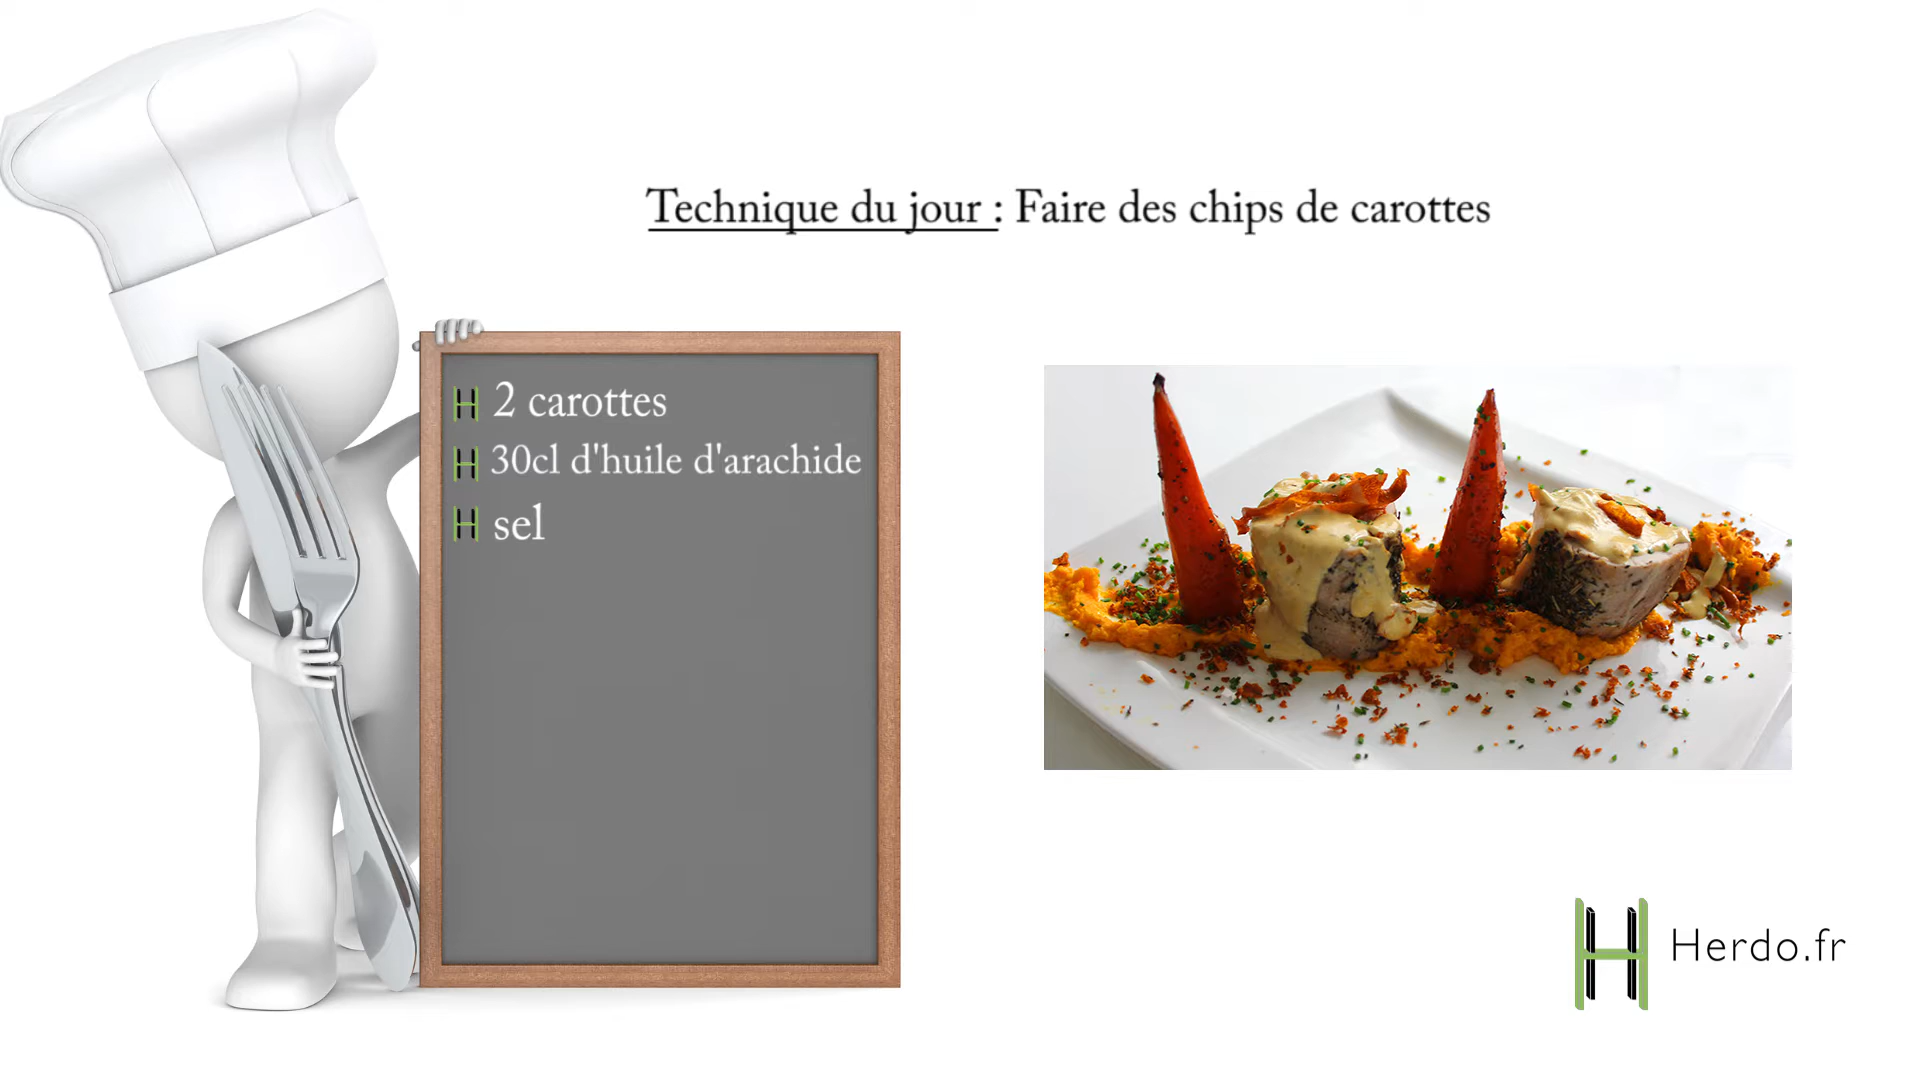 Technique du jour : Faire des chips de carottes
2 carottes
30cl d'huile d'arachide
sel
Herdo.fr